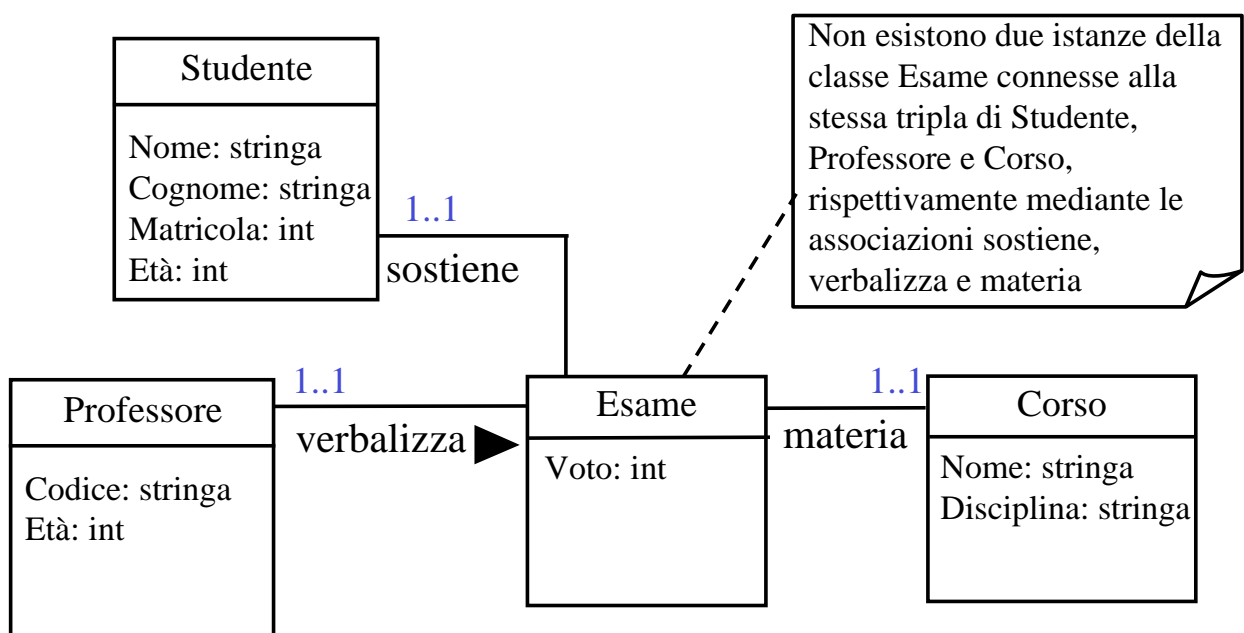 Studente
Nome: stringa
Cognome: stringa
Matricola: int
Età: int
1..1
sostiene
Non esistono due istanze della
classe Esame connesse alla
stessa tripla di Studente,
Professore e Corso,
rispettivamente mediante le
associazioni sostiene,
verbalizza e materia
Professore
Codice: stringa
Età: int
1..1
verbalizza
Esame
Voto: int
1..1
materia
Corso
Nome: stringa
Disciplina: stringa